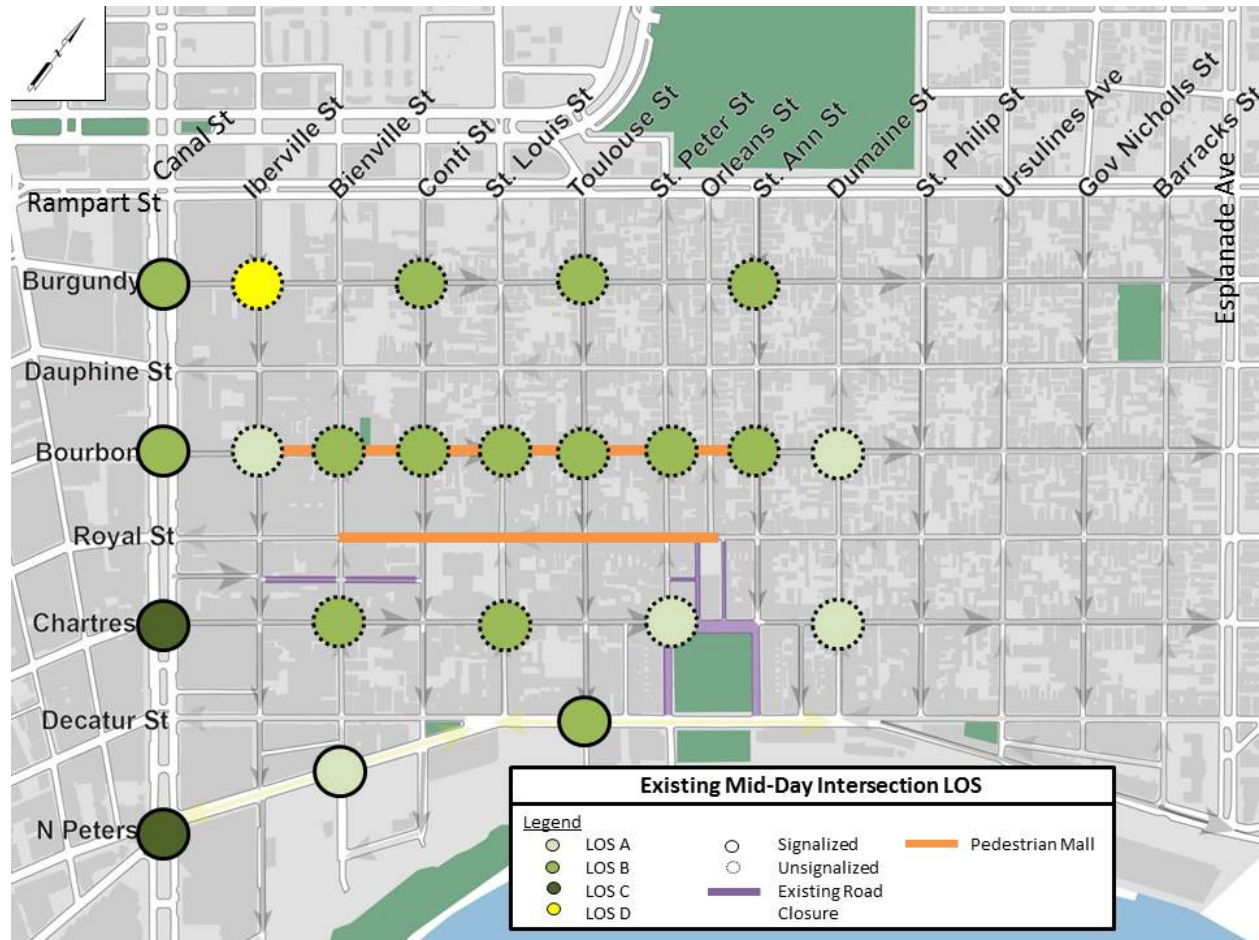 Canal St
Iberville St
Bienville St
Conti St
St. Louis St
Toulouse St
St. Peter St
Orleans St
St. Ann St
Dumaine St
St. Phillip St
Ursulines Ave
Gov Nicholls St
Barracks St
Esplanade Ave
Rampart St
Burgundy
Dauphine St
Bourbon
Royal St
Chartres
Decatur St
N Peters
Existing Mid-Day Intersection LOS
Legend
LOS A
LOS B
LOS C
LOS D
Signalized
Unsignalized
Existing Road
Closure
Pedestrian Mall